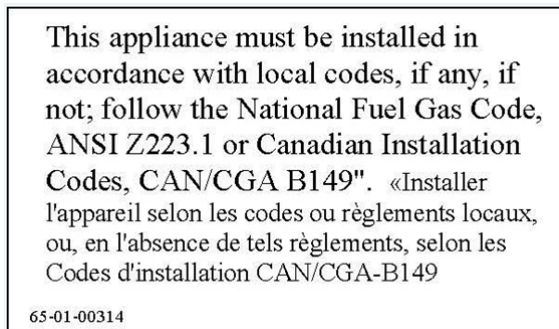 This appliance must be installed in
accordance with local codes, if any, if
not; follow the National Fuel Gas Code,
ANSI Z223.1 or Canadian Installation
Codes, CAN/CGA B149". «Installer
l'appareil selon les codes ou règlements locaux,
ou, en l'absence de tels règlements, selon les
Codes d'installation CAN/CGA-B149
65-01-00314